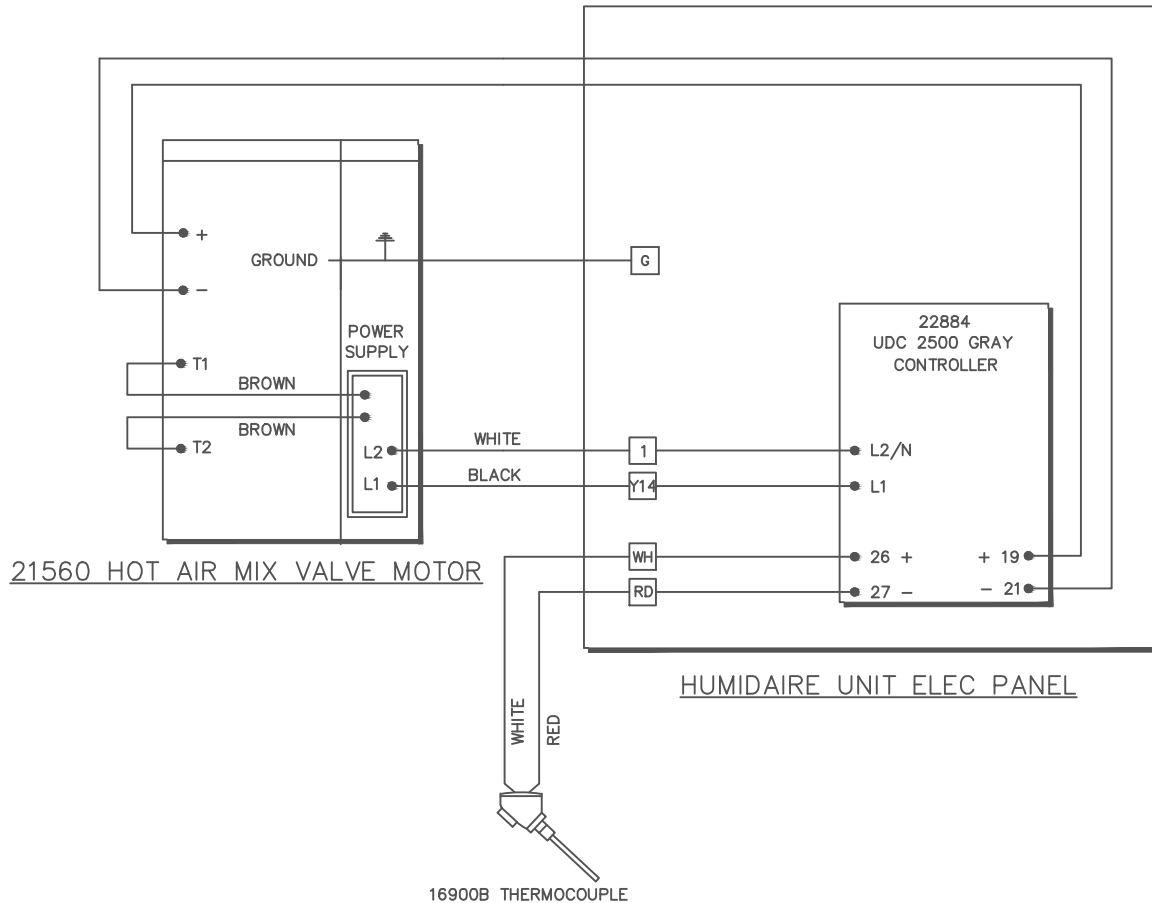 +
GROUND
G
−
POWER
SUPPLY
T1
BROWN
BROWN
T2
L2
WHITE
1
L1
BLACK
Y14
22884
UDC 2500 GRAY
CONTROLLER
L2/N
L1
WH
26 +
+ 19
RD
27 −
− 21
21560 HOT AIR MIX VALVE MOTOR
HUMIDAIRE UNIT ELEC PANEL
WHITE
RED
16900B THERMOCOUPLE